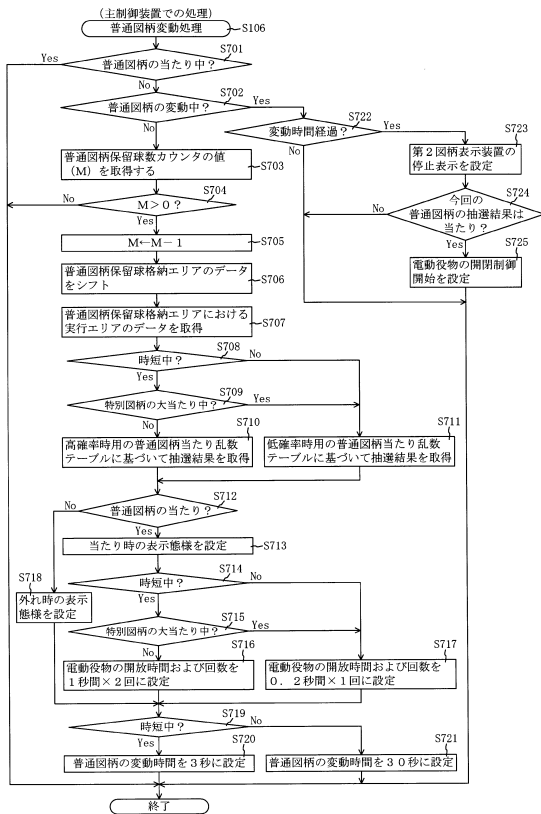 (主制御装置での処理)
普通図柄変動処理
S106
S701
普通図柄の当たり中?
Yes
No
S702
普通図柄の変動中?
Yes
No
S722
変動時間経過?
Yes
No
S723
第2図柄表示装置の
停止表示を設定
S724
今回の
普通図柄の抽選結果は
当たり?
No
Yes
S725
電動役物の開閉制御
開始を設定
普通図柄保留球数カウンタの値
(M)を取得する
S703
S704
M>0?
No
Yes
M←M-1
S705
普通図柄保留球格納エリアのデータ
をシフト
S706
普通図柄保留球格納エリアにおける
実行エリアのデータを取得
S707
S708
時短中?
No
Yes
S709
特別図柄の大当たり中?
Yes
No
S710
高確率時用の普通図柄当たり乱数
テーブルに基づいて抽選結果を取得
S711
低確率時用の普通図柄当たり乱数
テーブルに基づいて抽選結果を取得
S712
普通図柄の当たり?
No
Yes
当たり時の表示態様を設定
S713
S714
時短中?
No
Yes
S718
外れ時の表示
態様を設定
S715
特別図柄の大当たり中?
Yes
No
S716
電動役物の開放時間および回数を
1秒間×2回に設定
S717
電動役物の開放時間および回数を
0.2秒間×1回に設定
S719
時短中?
No
Yes
S720
普通図柄の変動時間を3秒に設定
S721
普通図柄の変動時間を30秒に設定
終了